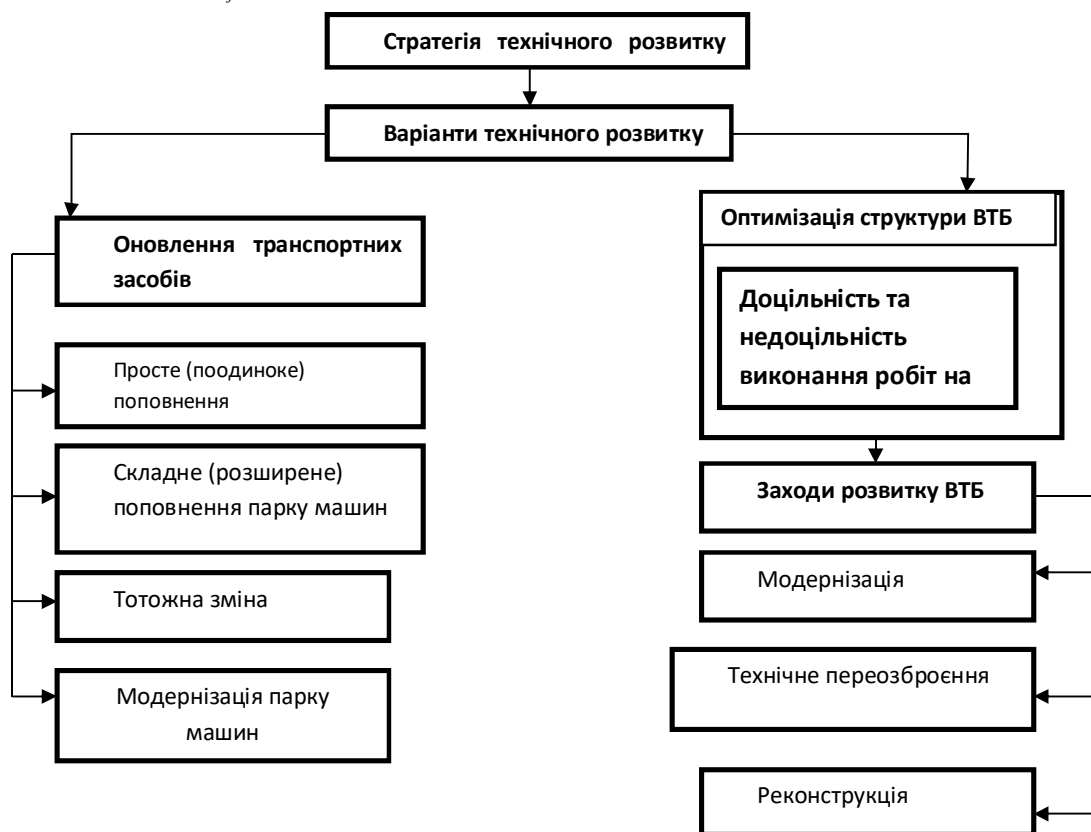 Стратегія технічного розвитку
Варіанти технічного розвитку
Оновлення транспортних
засобів
Просте (поодиноке)
поповнення
Складне (розширене)
поповнення парку машин
Тотожна зміна
Модернізація парку
машин
Оптимізація структури ВТБ
Доцільність та
недоцільність
виконання робіт на
Заходи розвитку ВТБ
Модернізація
Технічне переозброєння
Реконструкція